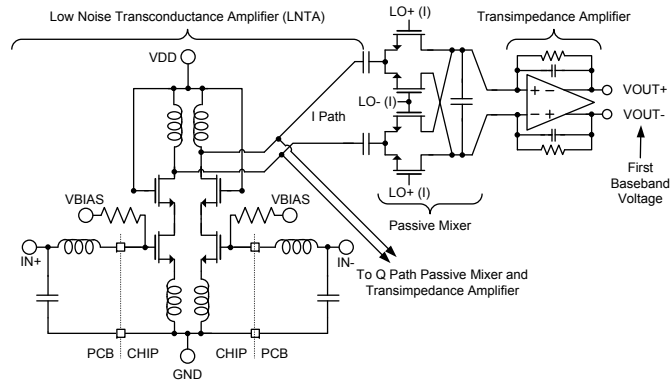 Low Noise Transconductance Amplifier (LNTA)
LO+ (I)
Transimpedance Amplifier
VDD
I Path
LO- (I)
+
−
−
+
VOUT+
VOUT-
LO+ (I)
First
Baseband
Voltage
Passive Mixer
VBIAS
VBIAS
IN+
IN-
To Q Path Passive Mixer and
Transimpedance Amplifier
PCB
CHIP
CHIP
PCB
GND